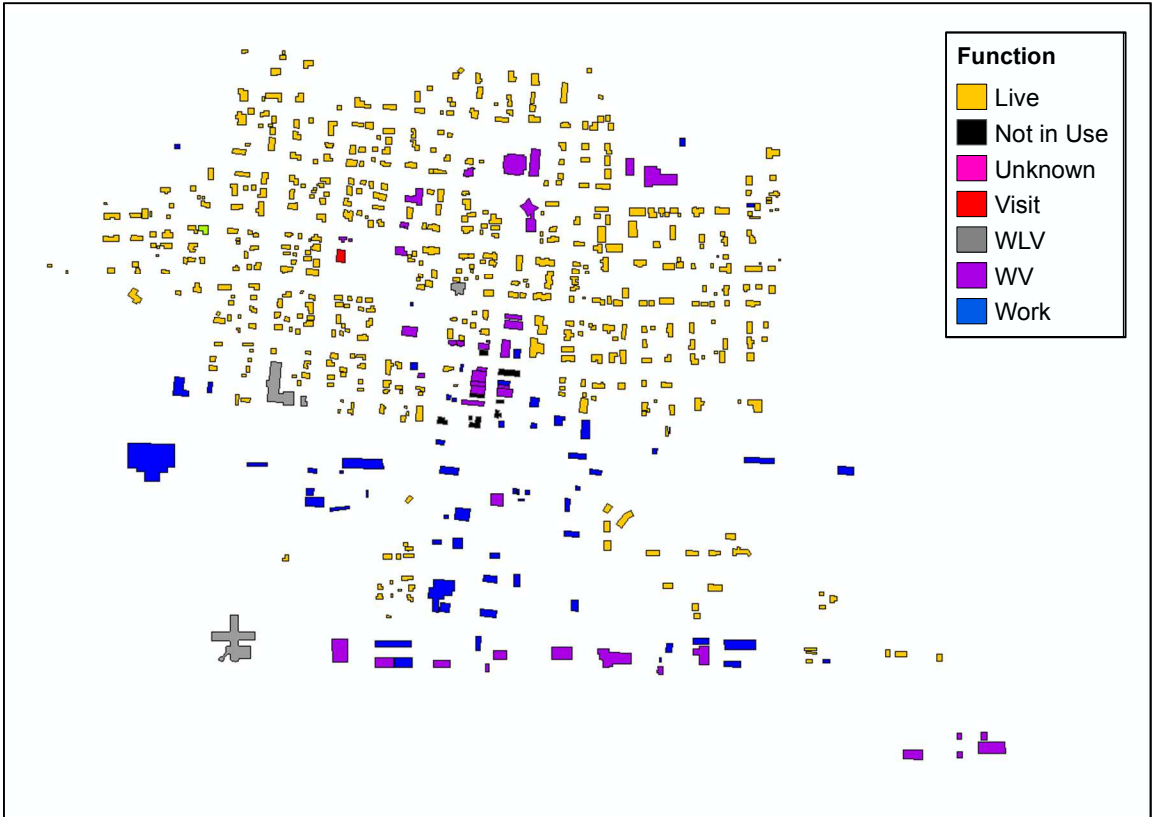 Function
Live
Not in Use
Unknown
Visit
WLV
WV
Work